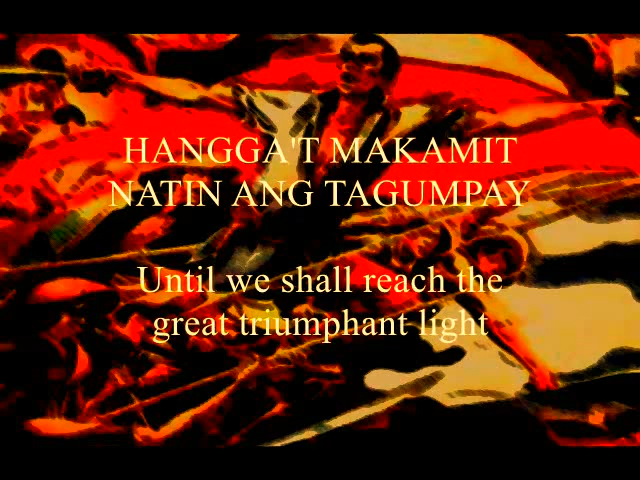 HANGGA'T MAKAMIT
NATIN ANG TAGUMPAY
Until we shall reach the
great triumphant light